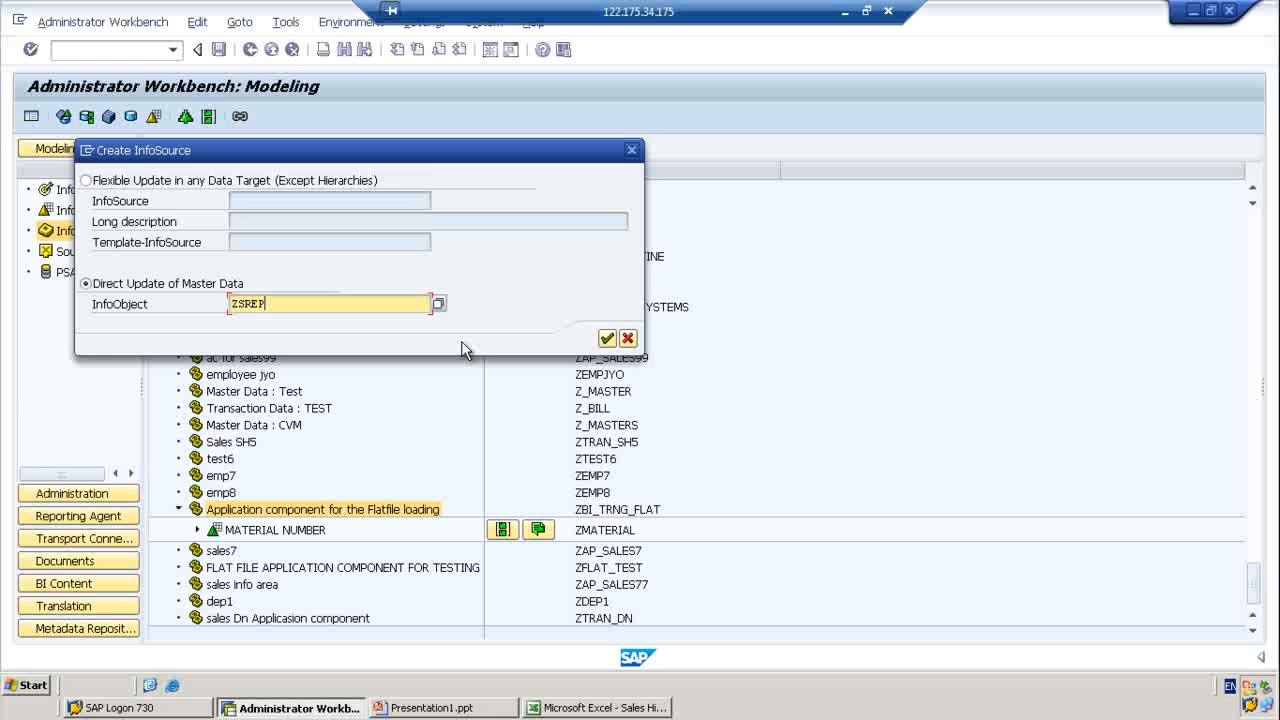 122.175.34.175
Administrator Workbench Edit Goto Tools
Administrator Workbench: Modeling
Create InfoSource
Flexible Update in any Data Target (Except Hierarchies)
InfoSource
Long description
Template-InfoSource
Direct Update of Master Data
InfoObject ZSREP
SYSTEMS
ZAP_SALES99
employee jyo ZEMPJYO
Master Data : Test Z_MASTER
Transaction Data : TEST Z_BILL
Master Data : CVM Z_MASTERS
Sales SH5 ZTRAN_SH5
test6 ZTEST6
emp7 ZEMP7
emp8 ZEMP8
Application component for the Flatfile loading ZBI_TRNG_FLAT
MATERIAL NUMBER ZMATERIAL
sales7 ZAP_SALES7
FLAT FILE APPLICATION COMPONENT FOR TESTING ZFLAT_TEST
sales info area ZAP_SALES77
dep1 ZDEP1
sales Dn Applicasion component ZTRAN_DN
Administration
Reporting Agent
Transport Conne...
Documents
BI Content
Translation
Metadata Reposit...
SAP
Start
EN
SAP Logon 730
Administrator Workb...
Presentation1.ppt
Microsoft Excel - Sales Hi...